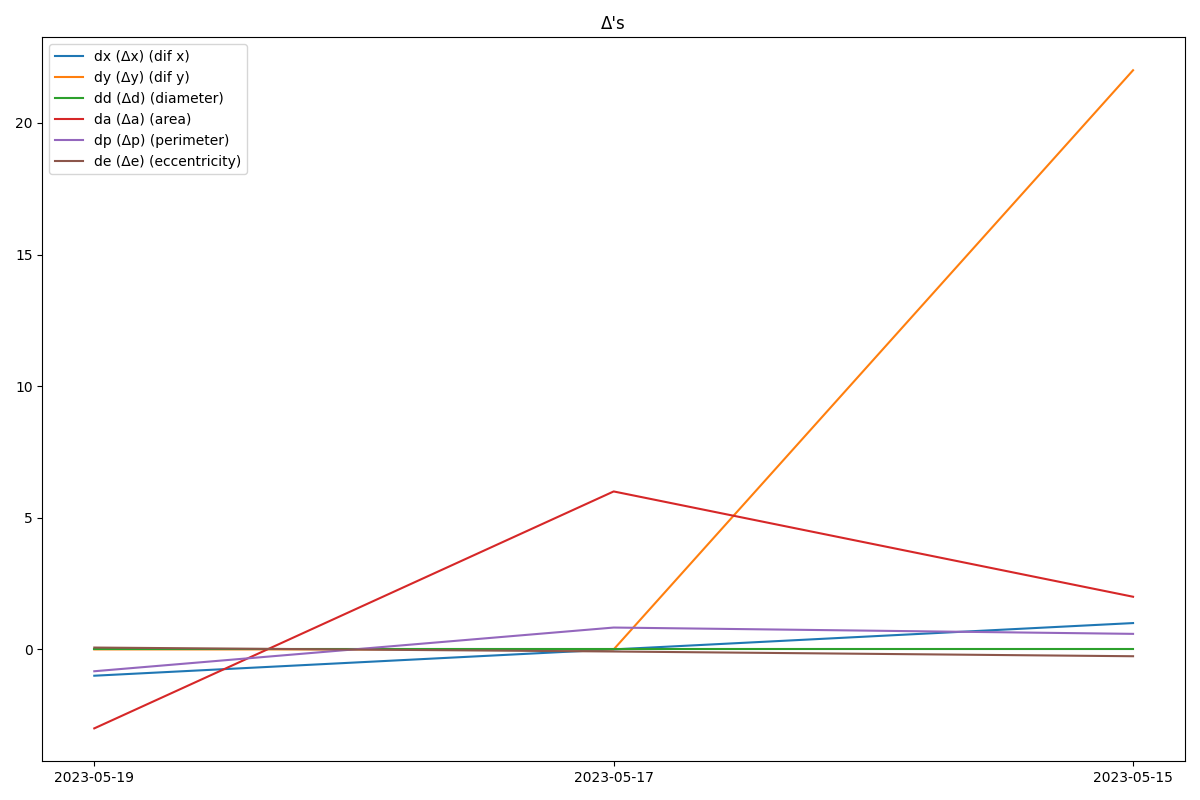 Δ's
dx (Δx) (dif x)
dy (Δy) (dif y)
dd (Δd) (diameter)
da (Δa) (area)
dp (Δp) (perimeter)
de (Δe) (eccentricity)
20
15
10
5
0
2023-05-19
2023-05-17
2023-05-15